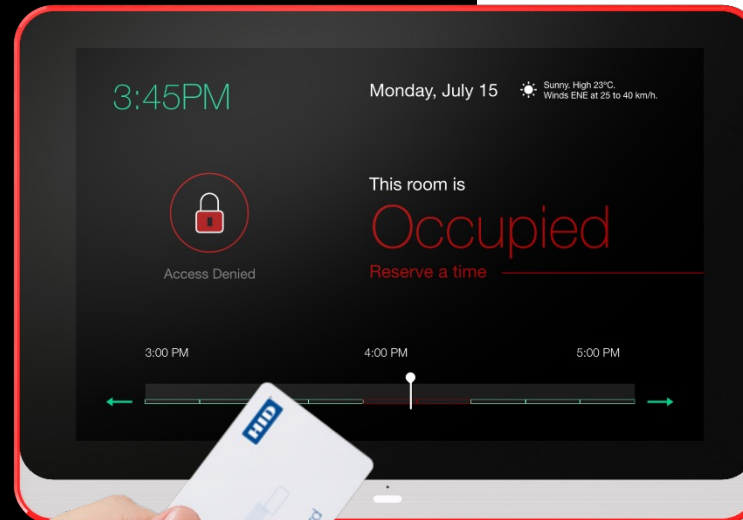 3:45PM
Monday, July 15
Sunny. High 23ºC.
Winds ENE at 25 to 40 km/h.
This room is
Occupied
Access Denied
Reserve a time
3:00 PM
4:00 PM
5:00 PM
HID